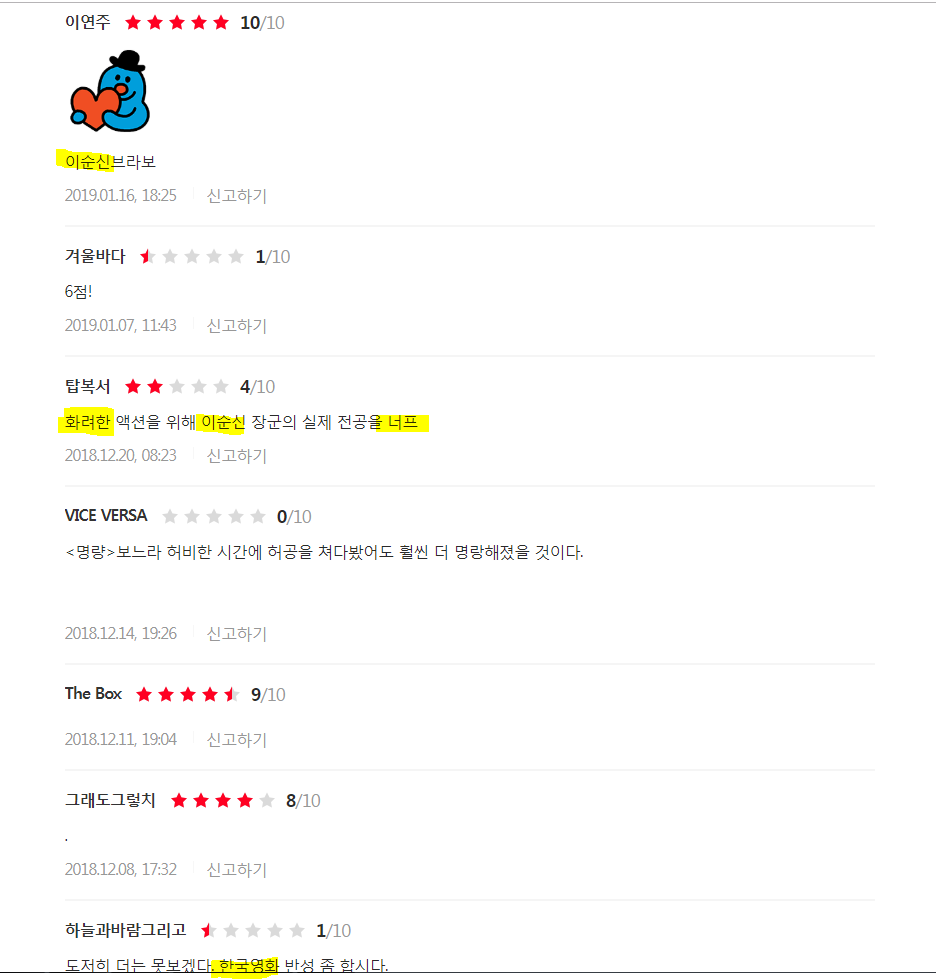 이연주 10/10
이순신브라보
2019.01.16, 18:25 신고하기
겨울바다 1/10
6점!
2019.01.07, 11:43 신고하기
탑복서 4/10
화려한 액션을 위해 이순신 장군의 실제 전공을 너프
2018.12.20, 08:23 신고하기
VICE VERSA 0/10
<명량>보느라 허비한 시간에 허공을 쳐다봤어도 훨씬 더 명랑해졌을 것이다.
2018.12.14, 19:26 신고하기
The Box 9/10
2018.12.11, 19:04 신고하기
그래도그렇치 8/10
.
2018.12.08, 17:32 신고하기
하늘과바람그리고 1/10
도저히 더는 못보겠다. 한국영화 반성 좀 합시다.